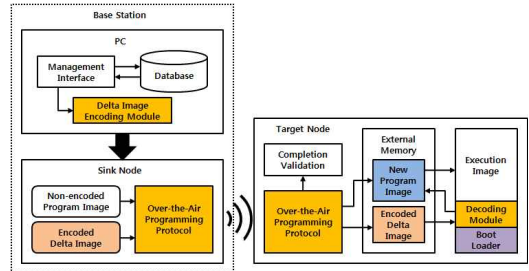 Base Station
PC
Management
Interface
Database
Delta Image
Encoding Module
Sink Node
Non-encoded
Program Image
Encoded
Delta Image
Over-the-Air
Programming
Protocol
Target Node
Completion
Validation
Over-the-Air
Programming
Protocol
External
Memory
New
Program
Image
Encoded
Delta
Image
Execution
Image
Decoding
Module
Boot
Loader